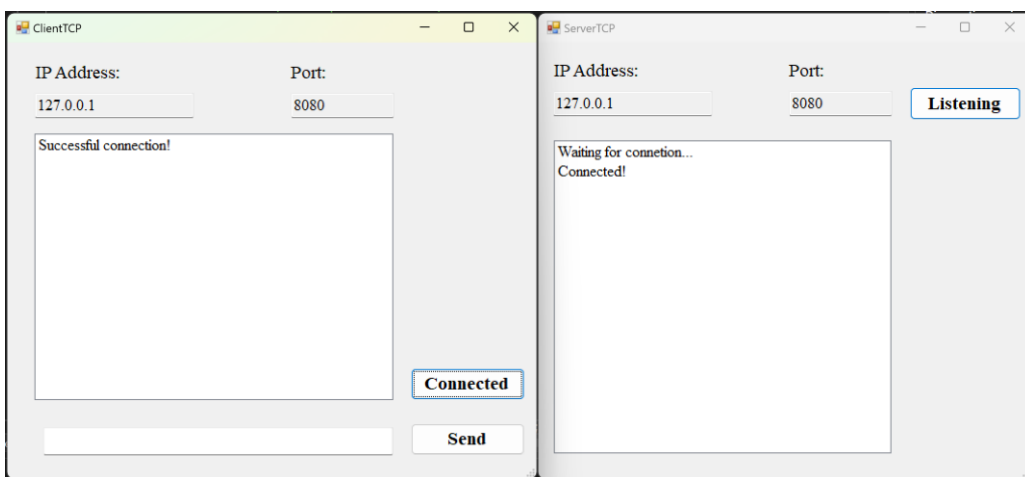 ClientTCP
IP Address: Port:
127.0.0.1 8080
Successful connection!
Connected
Send
ServerTCP
IP Address: Port:
127.0.0.1 8080 Listening
Waiting for connetion...
Connected!